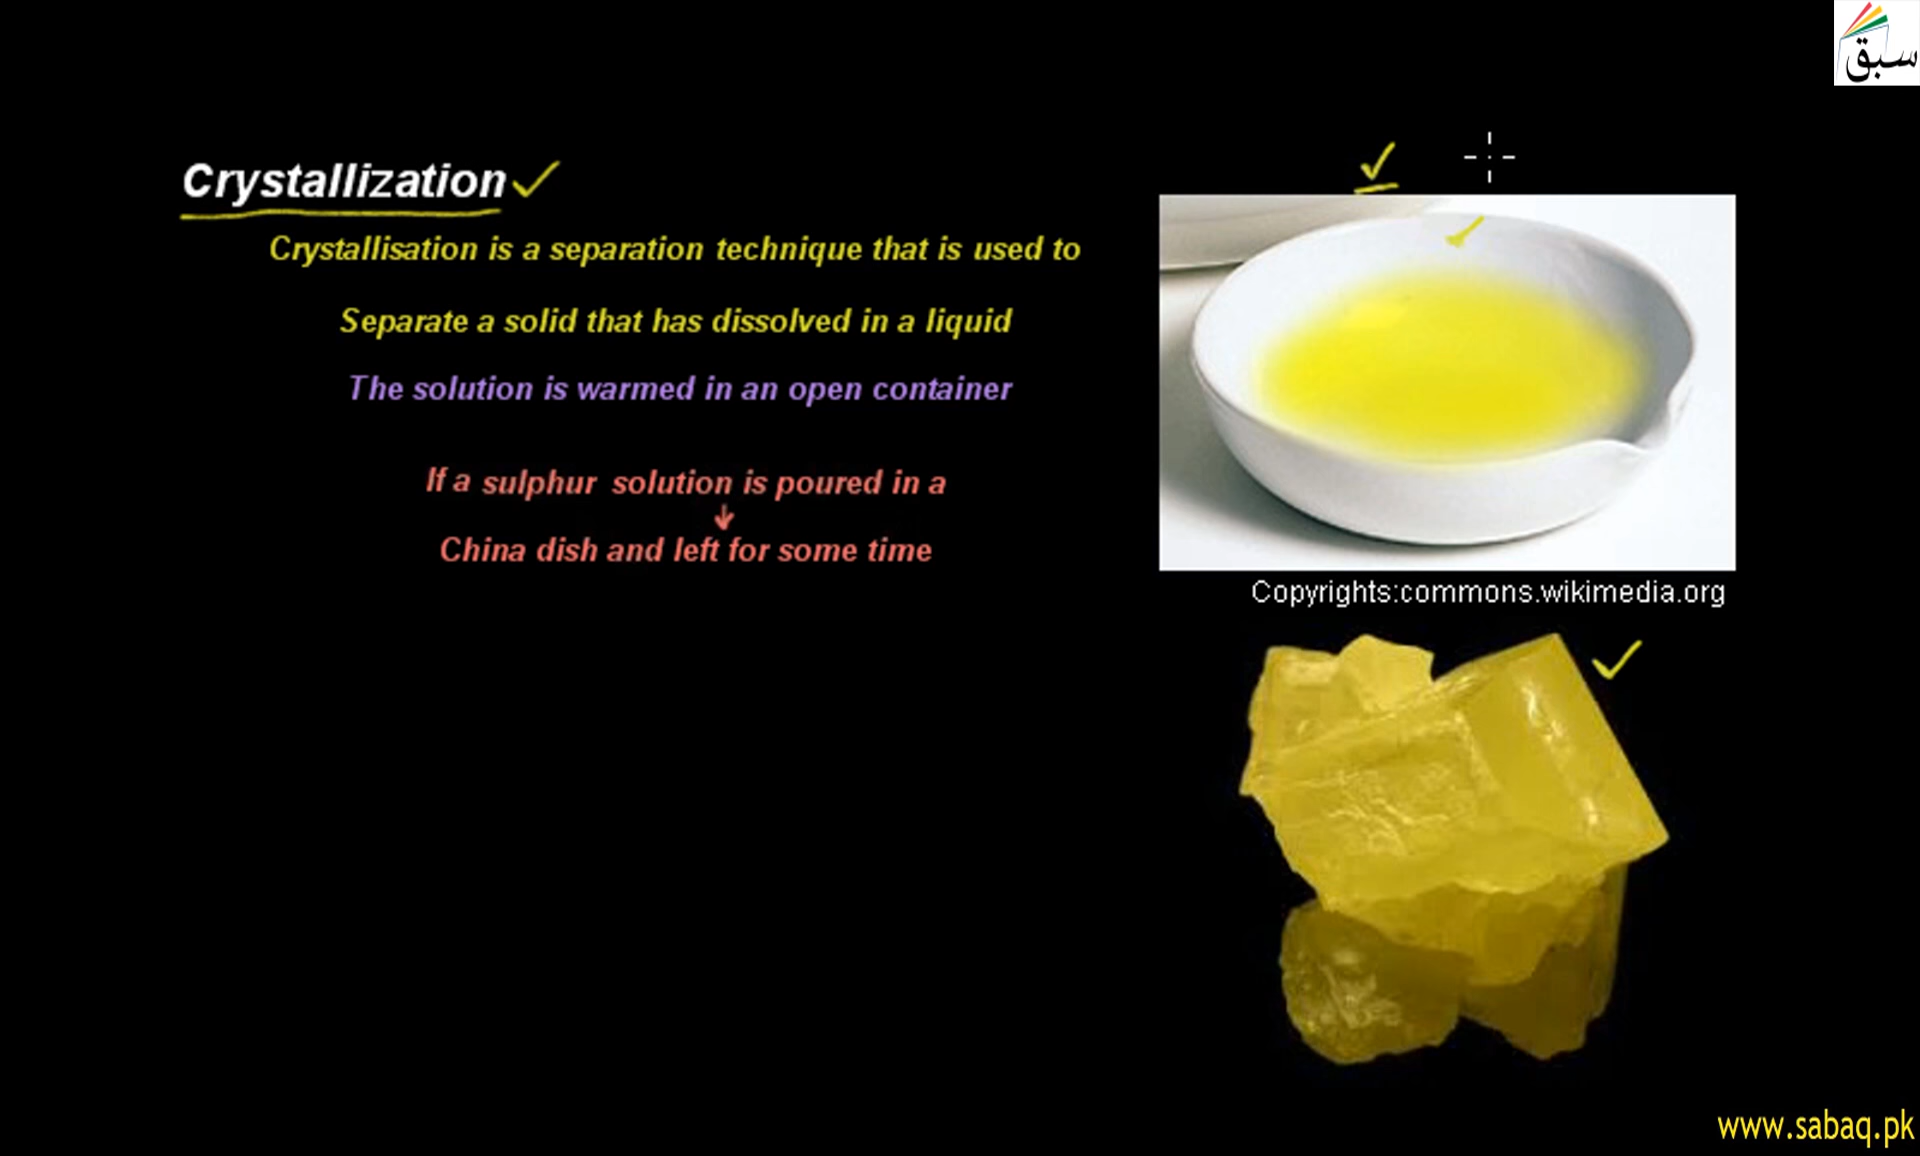 سبق
Crystallization
Crystallisation is a separation technique that is used to
Separate a solid that has dissolved in a liquid
The solution is warmed in an open container
If a sulphur solution is poured in a
China dish and left for some time
Copyrights:commons.wikimedia.org
www.sabaq.pk